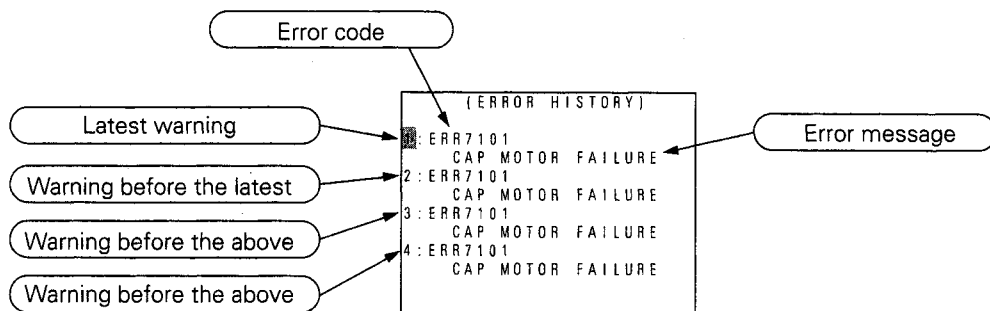 Error code
(ERROR HISTORY)
Latest warning
1:ERR7101
Error message
CAP MOTOR FAILURE
Warning before the latest
2:ERR7101
CAP MOTOR FAILURE
Warning before the above
3:ERR7101
CAP MOTOR FAILURE
Warning before the above
4:ERR7101
CAP MOTOR FAILURE